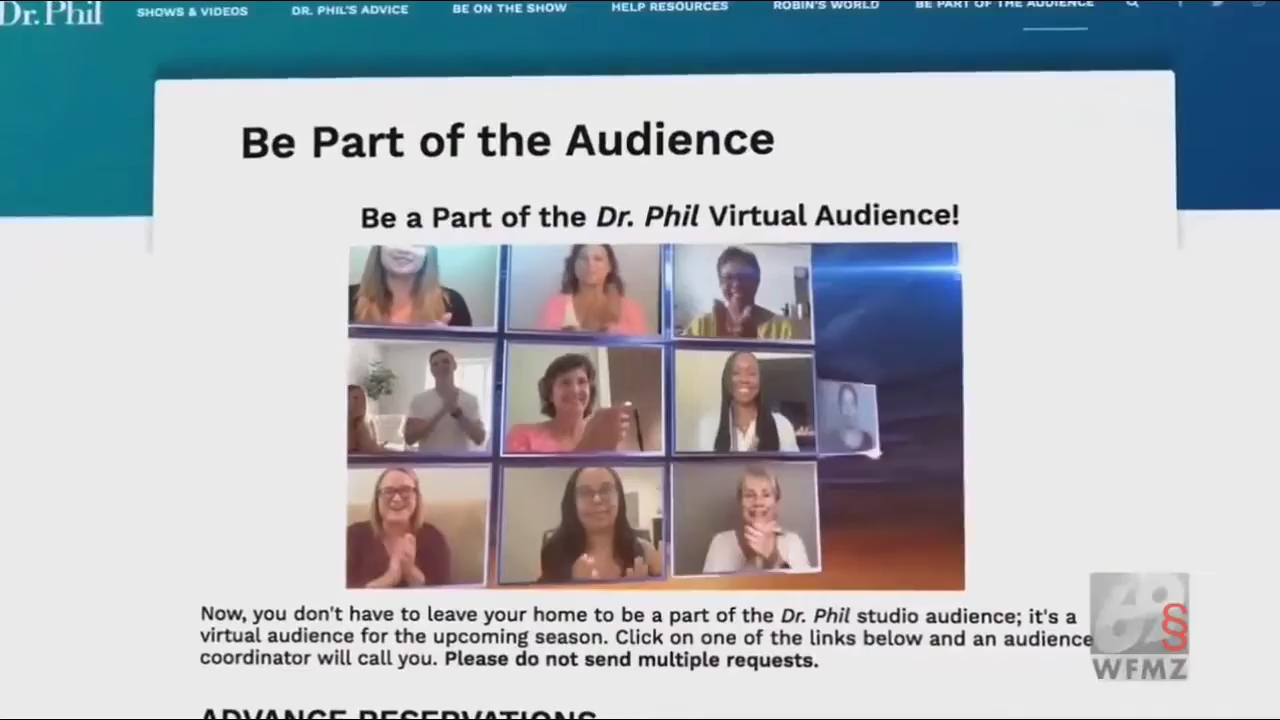 Dr. Phil
SHOWS & VIDEOS
DR. PHIL'S ADVICE
BE ON THE SHOW
HELP RESOURCES
ROBIN'S WORLD
BE PART OF THE AUDIENCE
Be Part of the Audience
Be a Part of the Dr. Phil Virtual Audience!
Now, you don't have to leave your home to be a part of the Dr. Phil studio audience; it's a
virtual audience for the upcoming season. Click on one of the links below and an audience
coordinator will call you. Please do not send multiple requests.
69
WFMZ
ADVANCE RESERVATIONS